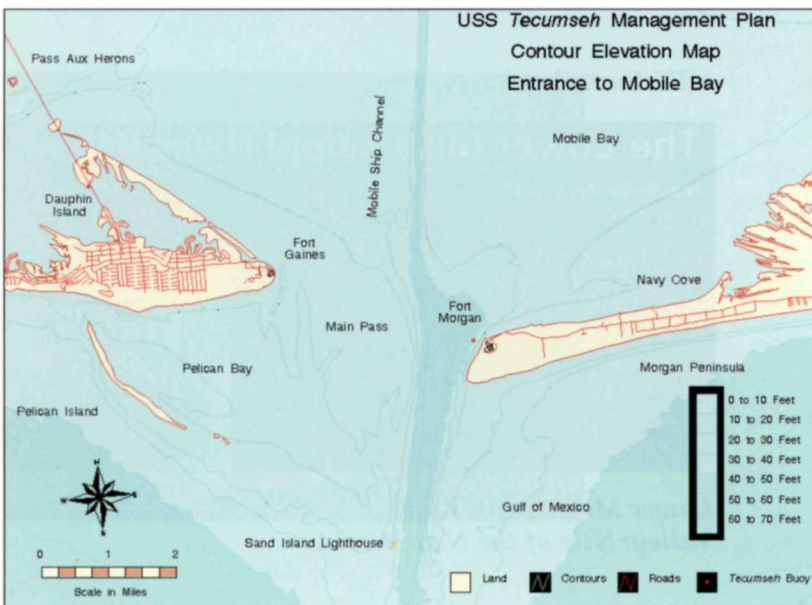 USS Tecumseh Management Plan
Contour Elevation Map
Entrance to Mobile Bay
Pass Aux Herons
Mobile Ship Channel
Mobile Bay
Dauphin
Island
Fort
Gaines
Navy Cove
Fort
Morgan
Main Pass
Pelican Bay
Morgan Peninsula
Pelican Island
0 to 10 Feet
10 to 20 Feet
20 to 30 Feet
30 to 40 Feet
40 to 50 Feet
50 to 60 Feet
60 to 70 Feet
N
W
E
S
Gulf of Mexico
Sand Island Lighthouse
0 1 2
Scale in Miles
Land
Contours
Roads
Tecumseh Buoy